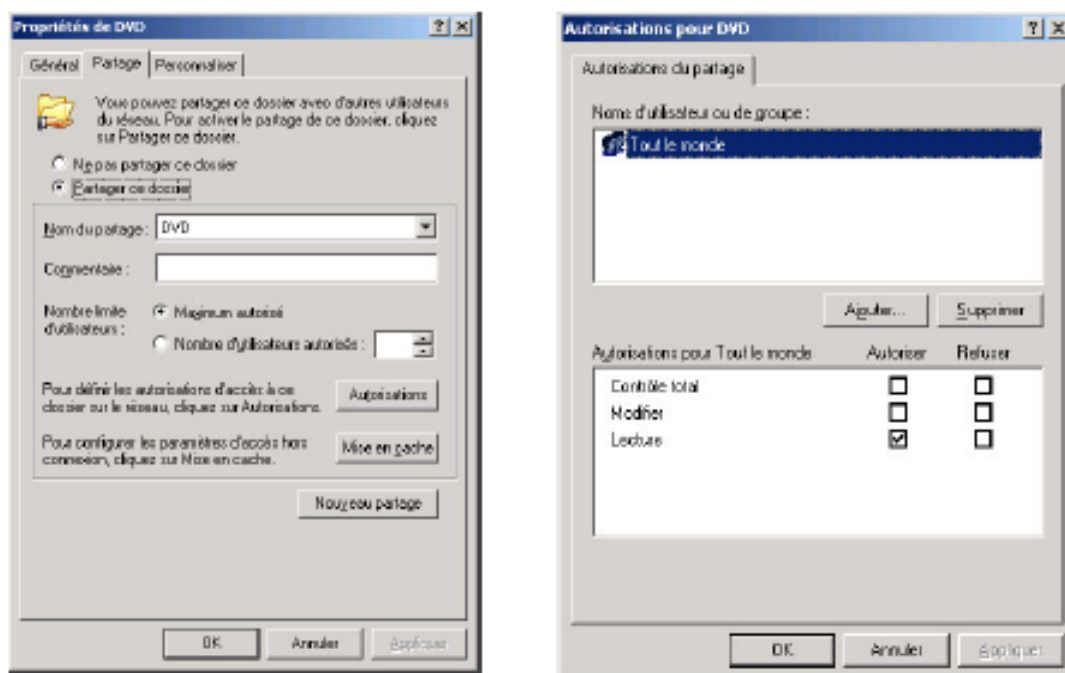 Propriétés de DVD
Général Partage Personnaliser
Vous pouvez partager ce dossier avec d'autres utilisateurs
du réseau. Pour activer le partage de ce dossier, cliquez
sur Partager ce dossier.
Ne pas partager ce dossier
Partager ce dossier
Nom du partage : DVD
Commentaire :
Nombre limite
d'utilisateurs :
Maximum autorisé
Nombre d'utilisateurs autorisés :
Pour définir les autorisations d'accès à ce
dossier sur le réseau, cliquez sur Autorisations.
Autorisations
Pour configurer les paramètres d'accès hors
connexion, cliquez sur Mise en cache.
Mise en cache
Nouveau partage
OK Annuler Appliquer
Autorisations pour DVD
Autorisations du partage
Noms d'utilisateur ou de groupe :
Tout le monde
Ajouter... Supprimer
Autorisations pour Tout le monde Autoriser Refuser
Contrôle total
Modifier
Lecture
OK Annuler Appliquer